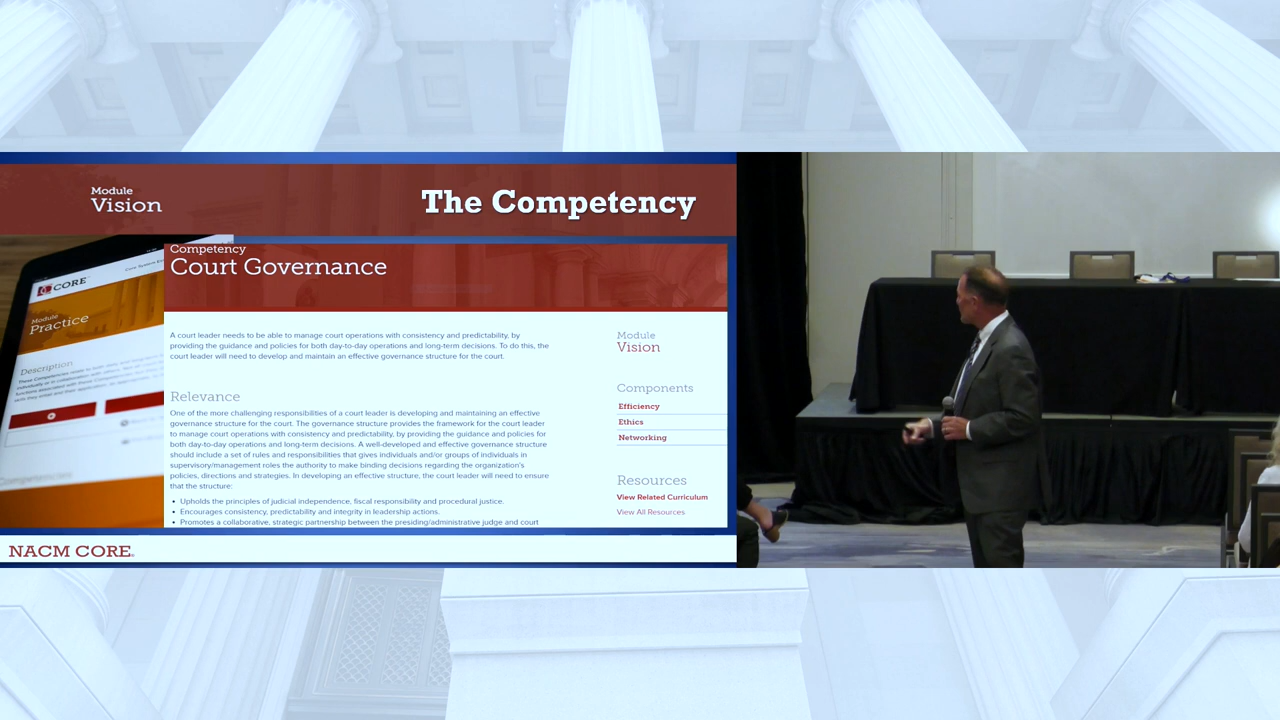 Module
Vision
The Competency
CORE
Module
Practice
Description
Competency
Court Governance
A court leader needs to be able to manage court operations with consistency and predictability, by
providing the guidance and policies for both day-to-day operations and long-term decisions. To do this, the
court leader will need to develop and maintain an effective governance structure for the court.
Relevance
One of the more challenging responsibilities of a court leader is developing and maintaining an effective
governance structure for the court. The governance structure provides the framework for the court leader
to manage court operations with consistency and predictability, by providing the guidance and policies for
both day-to-day operations and long-term decisions. A well-developed and effective governance structure
should include a set of rules and responsibilities that gives individuals and/or groups of individuals in
supervisory/management roles the authority to make binding decisions regarding the organization's
policies, directions and strategies. In developing an effective structure, the court leader will need to ensure
that the structure:
• Upholds the principles of judicial independence, fiscal responsibility and procedural justice.
• Encourages consistency, predictability and integrity in leadership actions.
• Promotes a collaborative, strategic partnership between the presiding/administrative judge and court
Module
Vision
Components
Efficiency
Ethics
Networking
Resources
View Related Curriculum
View All Resources
NACM CORE